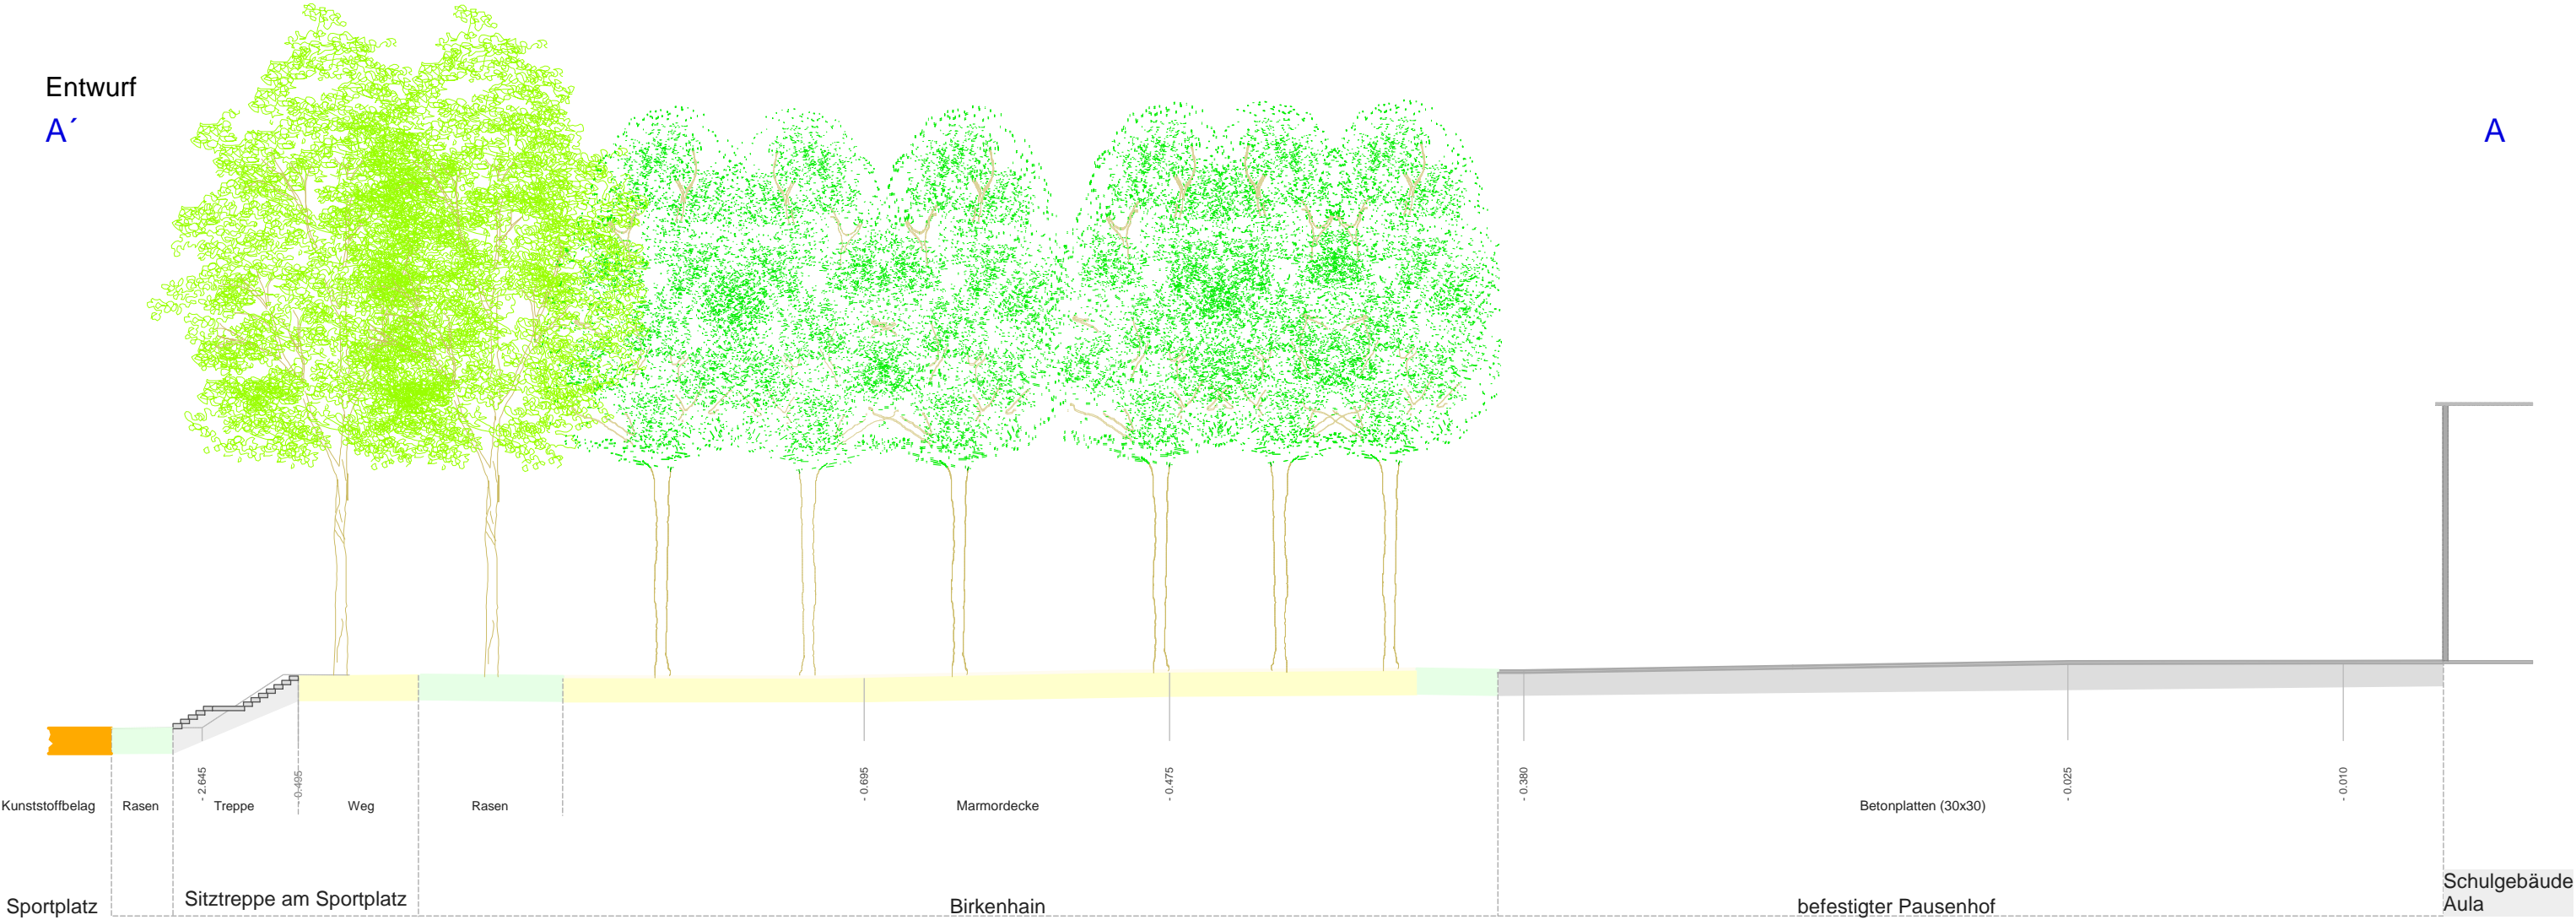 Entwurf
A´
A
- 2.645
- 0.495
- 0.695
- 0.475
- 0.380
- 0.025
- 0.010
Kunststoffbelag
Rasen
Treppe
Weg
Rasen
Marmordecke
Betonplatten (30x30)
Sportplatz
Sitztreppe am Sportplatz
Birkenhain
befestigter Pausenhof
Schulgebäude
Aula